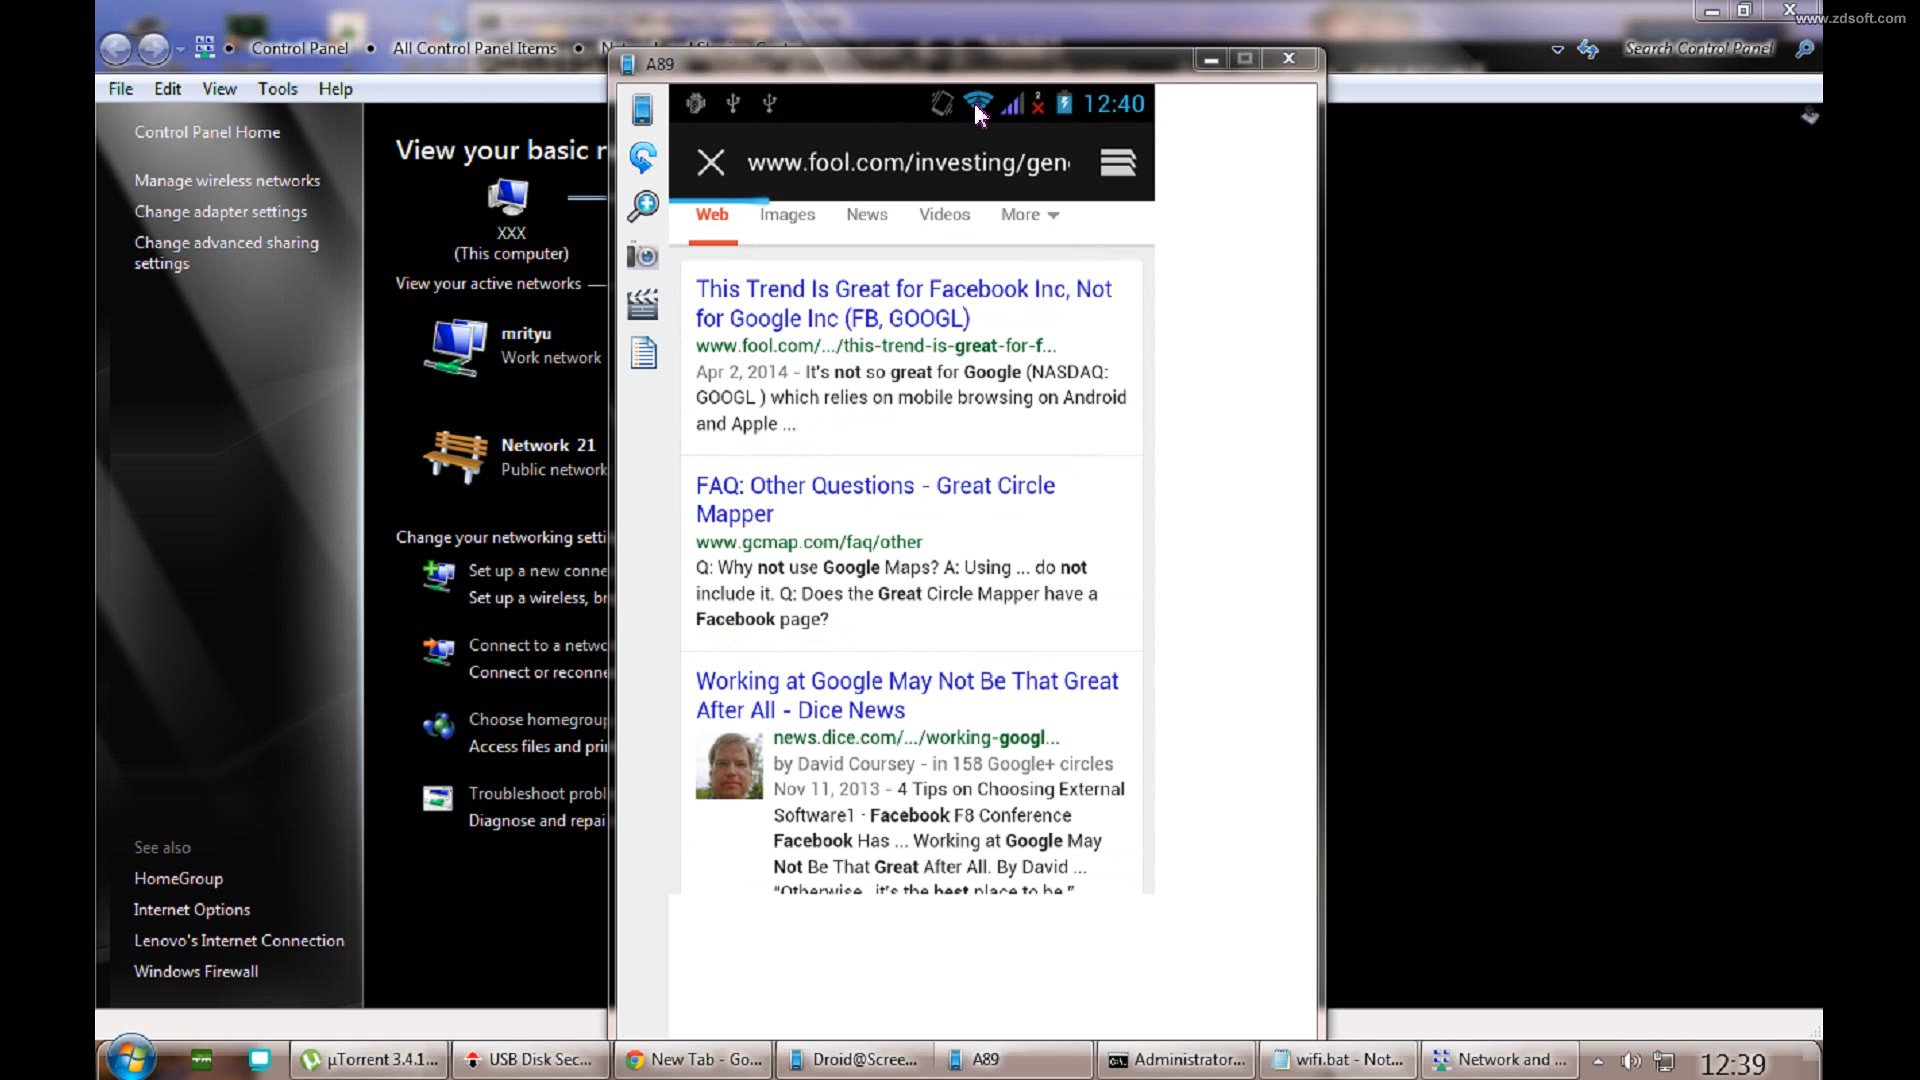 www.zdsoft.com
Control Panel
All Control Panel Items
Search Control Panel
File Edit View Tools Help
Control Panel Home
Manage wireless networks
Change adapter settings
Change advanced sharing
settings
See also
HomeGroup
Internet Options
Lenovo's Internet Connection
Windows Firewall
View your basic
XXX
(This computer)
View your active networks
mrityu
Work network
Network 21
Public network
Change your networking
Set up a new
Set up a wireless,
Connect to a
Connect or
Choose
Access files and
Troubleshoot
Diagnose and
A89
12:40
www.fool.com/investing/gen
Web Images News Videos More
This Trend Is Great for Facebook Inc, Not
for Google Inc (FB, GOOGL)
www.fool.com/.../this-trend-is-great-for-f...
Apr 2, 2014 - It's not so great for Google (NASDAQ:
GOOGL ) which relies on mobile browsing on Android
and Apple ...
FAQ: Other Questions - Great Circle
Mapper
www.gcmap.com/faq/other
Q: Why not use Google Maps? A: Using ... do not
include it. Q: Does the Great Circle Mapper have a
Facebook page?
Working at Google May Not Be That Great
After All - Dice News
news.dice.com/.../working-googl...
by David Coursey - in 158 Google+ circles
Nov 11, 2013 - 4 Tips on Choosing External
Software1 · Facebook F8 Conference
Facebook Has ... Working at Google May
Not Be That Great After All. By David ...
"Otherwise, it's the best place to be."
µTorrent 3.4.1...
USB Disk Sec...
New Tab - Go...
Droid@Scree...
A89
Administrator...
wifi.bat - Not...
Network and ...
12:39